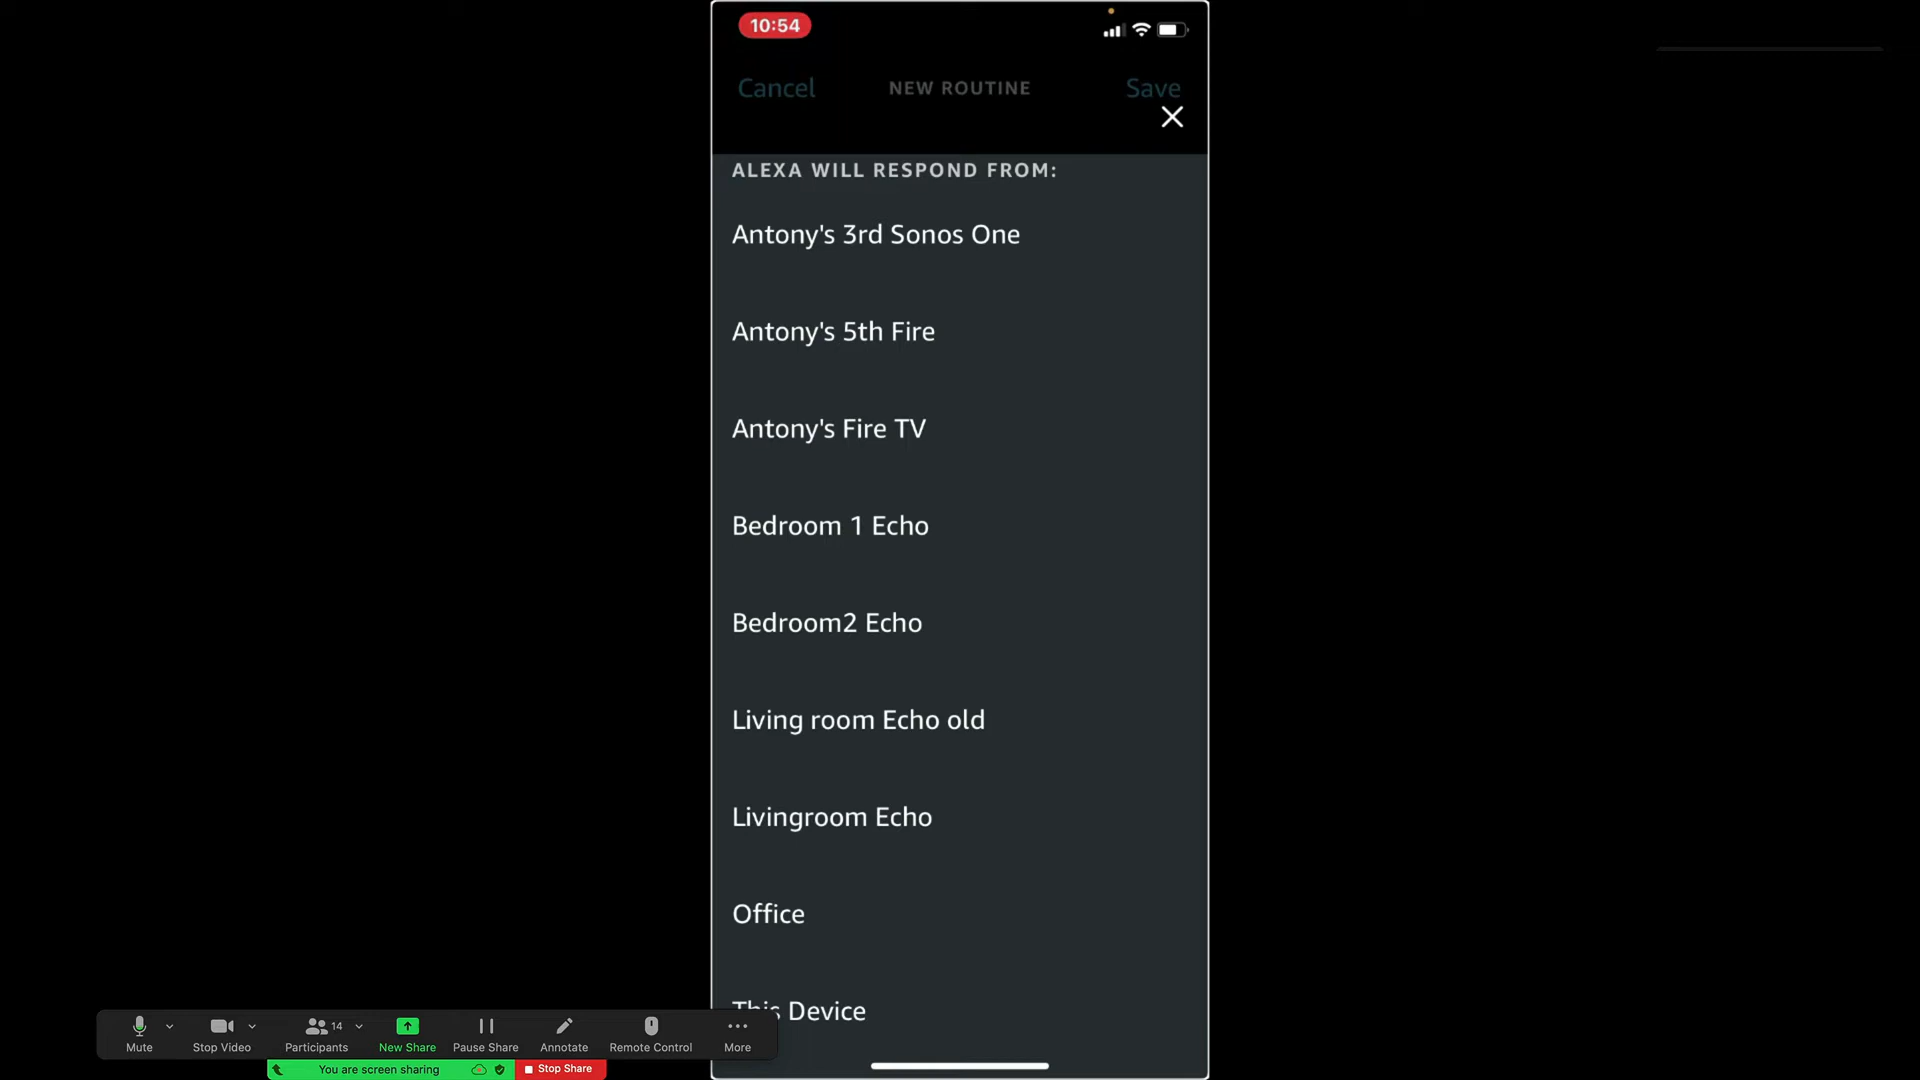 10:54
Cancel NEW ROUTINE Save
ALEXA WILL RESPOND FROM:
Antony's 3rd Sonos One
Antony's 5th Fire
Antony's Fire TV
Bedroom 1 Echo
Bedroom2 Echo
Living room Echo old
Livingroom Echo
Office
This Device
14
Mute Stop Video Participants New Share Pause Share Annotate Remote Control More
You are screen sharing Stop Share